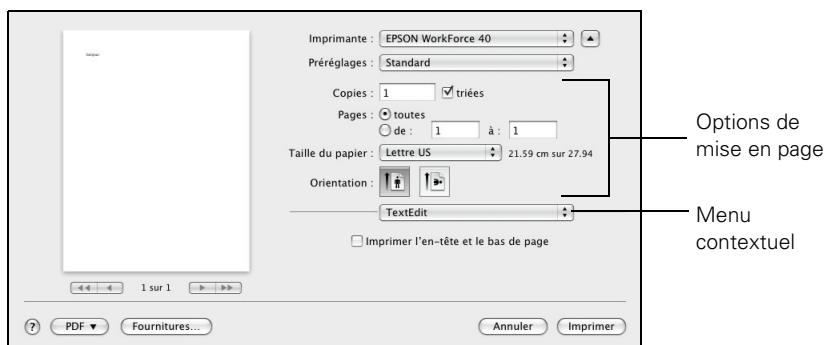 Imprimante : EPSON WorkForce 40
Préréglages : Standard
Copies : 1 triées
Pages : toutes
de : 1 à : 1
Taille du papier : Lettre US 21.59 cm sur 27.94
Orientation :
TextEdit
Imprimer l'en-tête et le bas de page
1 sur 1
? PDF Fournitures... Annuler Imprimer
Options de
mise en page
Menu
contextuel